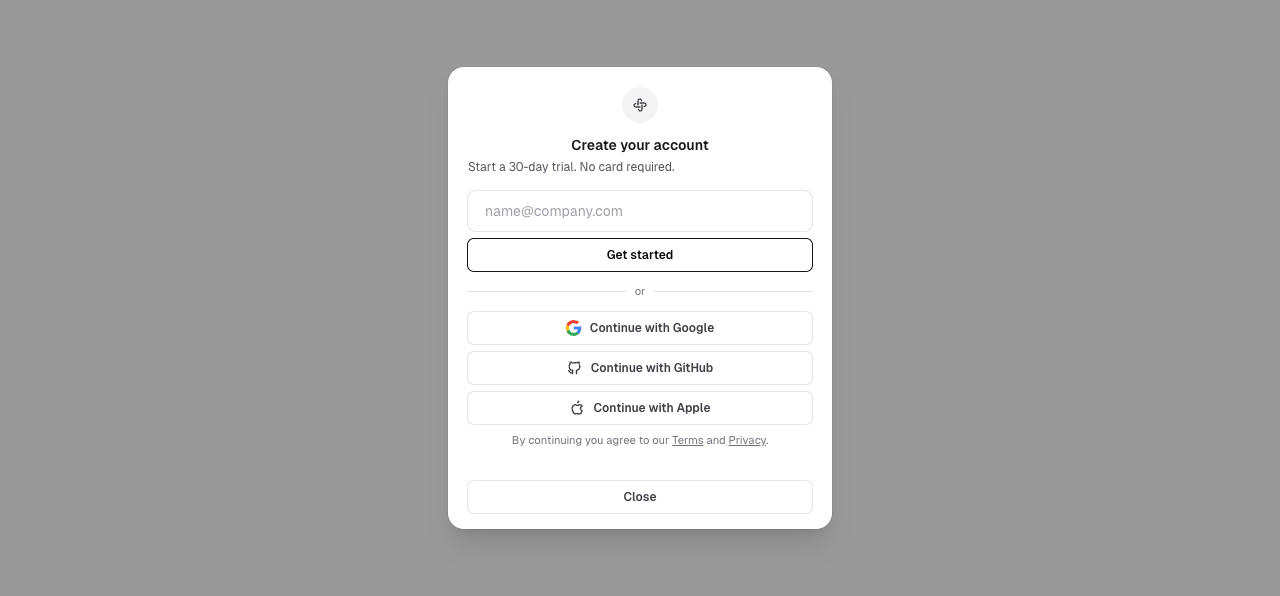 Create your account
Start a 30-day trial. No card required.
name@company.com
Get started
or
Continue with Google
Continue with GitHub
Continue with Apple
By continuing you agree to our Terms and Privacy.
Close